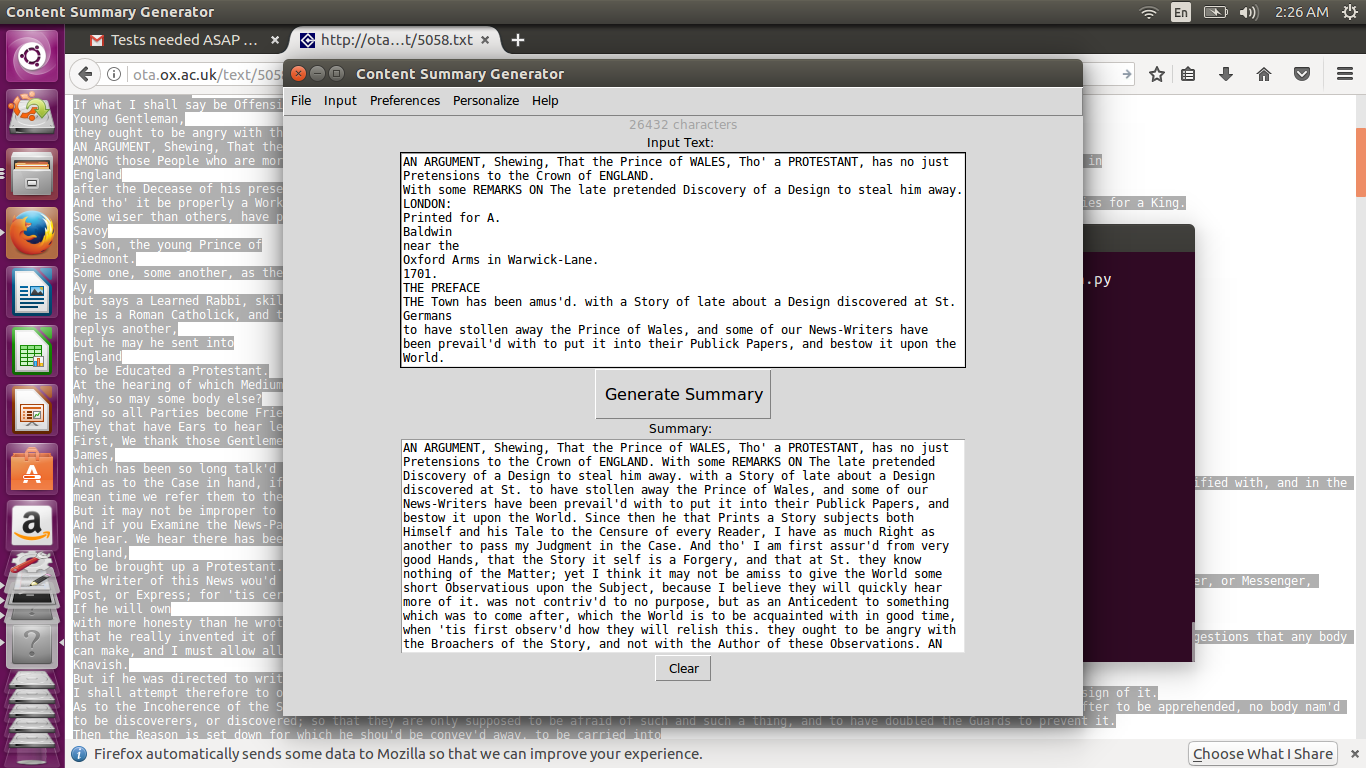 Content Summary Generator
En
2:26 AM
Tests needed ASAP ...
http://ota...t/5058.txt
ota.ox.ac.uk/text/505
Content Summary Generator
File Input Preferences Personalize Help
26432 characters
Input Text:
AN ARGUMENT, Shewing, That the Prince of WALES, Tho' a PROTESTANT, has no just
Pretensions to the Crown of ENGLAND.
With some REMARKS ON The late pretended Discovery of a Design to steal him away.
LONDON:
Printed for A.
Baldwin
near the
Oxford Arms in Warwick-Lane.
1701.
THE PREFACE
THE Town has been amus'd. with a Story of late about a Design discovered at St.
Germans
to have stollen away the Prince of Wales, and some of our News-Writers have
been prevail'd with to put it into their Publick Papers, and bestow it upon the
World.
Generate Summary
Summary:
AN ARGUMENT, Shewing, That the Prince of WALES, Tho' a PROTESTANT, has no just
Pretensions to the Crown of ENGLAND. With some REMARKS ON The late pretended
Discovery of a Design to steal him away. with a Story of late about a Design
discovered at St. to have stollen away the Prince of Wales, and some of our
News-Writers have been prevail'd with to put it into their Publick Papers, and
bestow it upon the World. Since then he that Prints a Story subjects both
Himself and his Tale to the Censure of every Reader, I have as much Right as
another to pass my Judgment in the Case. And tho' I am first assur'd from very
good Hands, that the Story it self is a Forgery, and that at St. they know
nothing of the Matter; yet I think it may not be amiss to give the World some
short Observatious upon the Subject, because I believe they will quickly hear
more of it. was not contriv'd to no purpose, but as an Anticedent to something
which was to come after, which the World is to be acquainted with in good time,
when 'tis first observ'd how they will relish this. they ought to be angry with
the Broachers of the Story, and not with the Author of these Observations. AN
Clear
If what I shall say be Offensi
Young Gentleman,
they ought to be angry with th
AN ARGUMENT, Shewing, That the
AMONG those People who are mor
in
England
after the Decease of his prese
And tho' it be properly a Work
ies for a King.
Some wiser than others, have p
Savoy
's Son, the young Prince of
Piedmont.
Some one, some another, as the
Ay,
.py
but says a Learned Rabbi, skil
he is a Roman Catholick, and t
replys another,
but he may he sent into
England
to be Educated a Protestant.
At the hearing of which Medium
Why, so may some body else?
and so all Parties become Frie
They that have Ears to hear le
First, We thank those Gentleme
James,
which has been so long talk'd
And as to the Case in hand, if
ified with, and in the
mean time we refer them to the
But it may not be improper to
And if you Examine the News-Pa
We hear. We hear there has bee
England,
to be brought up a Protestant.
The Writer of this News wou'd
er, or Messenger,
Post, or Express; for 'tis cer
If he will own
with more honesty than he wrot
that he really invented it of
gestions that any body
can make, and I must allow all
Knavish.
But if he was directed to writ
I shall attempt therefore to o
sign of it.
As to the Incoherence of the S
fter to be apprehended, no body nam'd
to be discoverers, or discovered; so that they are only supposed to be afraid of such and such a thing, and to have doubled the Guards to prevent it.
Then the Reason is set down for which he shou'd be convey'd away, to be carried into
Firefox automatically sends some data to Mozilla so that we can improve your experience.
Choose What I Share